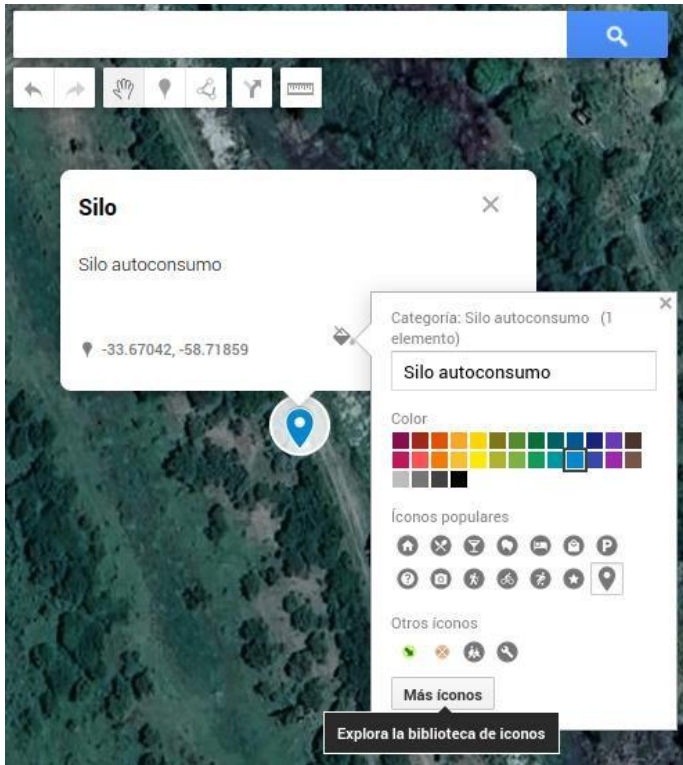 Silo
Silo autoconsumo
-33.67042, -58.71859
Categoría: Silo autoconsumo (1
elemento)
Silo autoconsumo
Color
Íconos populares
P
?
Otros íconos
Más íconos
Explora la biblioteca de iconos